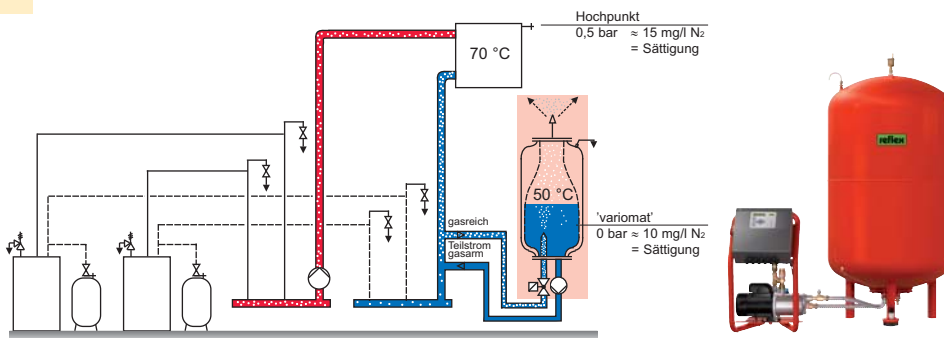 Hochpunkt
0,5 bar ≈ 15 mg/l N₂
= Sättigung
70 °C
reflex
50 °C
gasreich
Teilstrom
gasarm
'variomat'
0 bar ≈ 10 mg/l N₂
= Sättigung